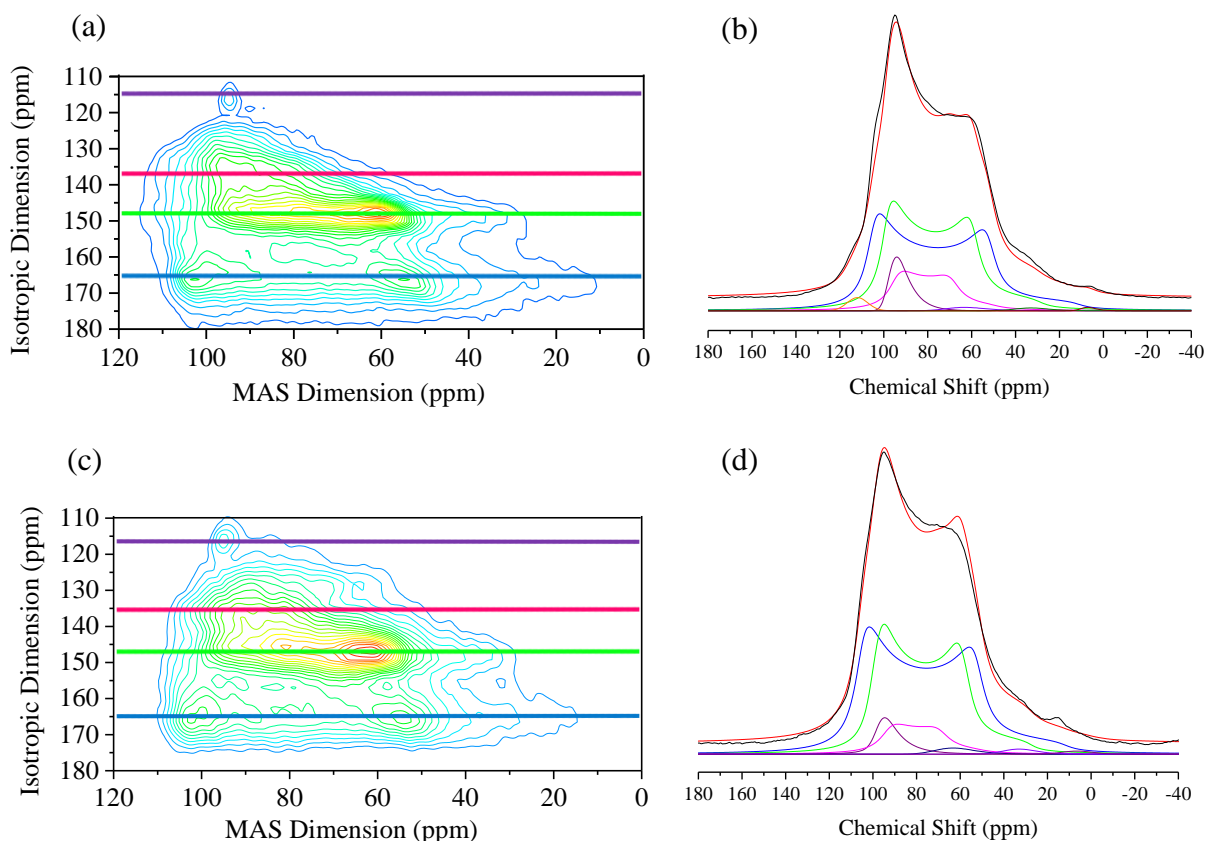 (a)
Isotropic Dimension (ppm)
110
120
130
140
150
160
170
180
120 100 80 60 40 20 0
MAS Dimension (ppm)
(b)
180 160 140 120 100 80 60 40 20 0 -20 -40
Chemical Shift (ppm)
(c)
Isotropic Dimension (ppm)
110
120
130
140
150
160
170
180
120 100 80 60 40 20 0
MAS Dimension (ppm)
(d)
180 160 140 120 100 80 60 40 20 0 -20 -40
Chemical Shift (ppm)